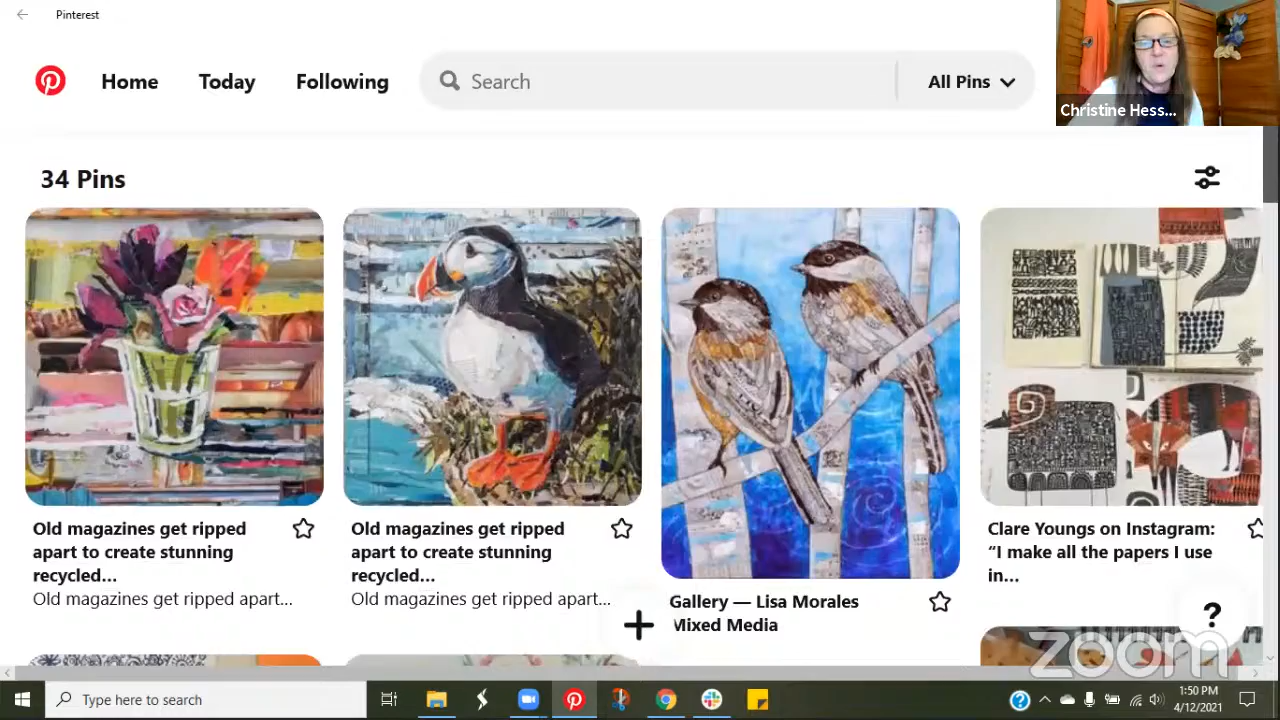 Pinterest
Home
Today
Following
Search
All Pins
Christine Hess...
34 Pins
Old magazines get ripped
apart to create stunning
recycled...
Old magazines get ripped apart...
Old magazines get ripped
apart to create stunning
recycled...
Old magazines get ripped apart...
Gallery — Lisa Morales
Mixed Media
Clare Youngs on Instagram:
“I make all the papers I use
in...
?
zoom
Type here to search
1:50 PM
4/12/2021